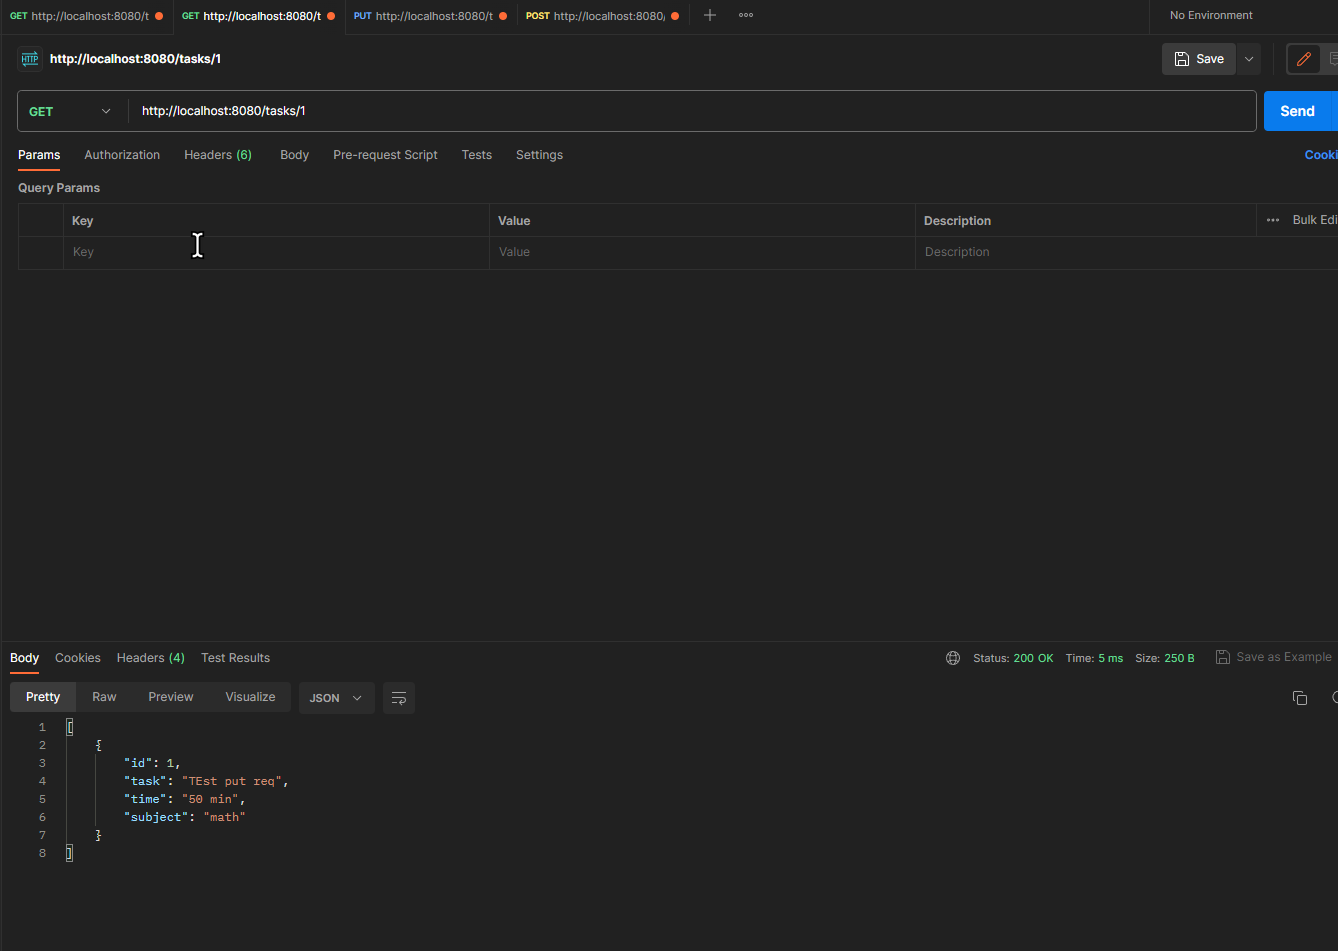 GET http://localhost:8080/t GET http://localhost:8080/t PUT http://localhost:8080/t POST http://localhost:8080/ No Environment
HTTP http://localhost:8080/tasks/1 Save
GET http://localhost:8080/tasks/1 Send
Params Authorization Headers (6) Body Pre-request Script Tests Settings Cooki
Query Params
Key Value Description Bulk Edi
Key Value Description
Body Cookies Headers (4) Test Results Status: 200 OK Time: 5 ms Size: 250 B Save as Example
Pretty Raw Preview Visualize JSON
1 [
2 {
3 "id": 1,
4 "task": "TEst put req",
5 "time": "50 min",
6 "subject": "math"
7 }
8 ]